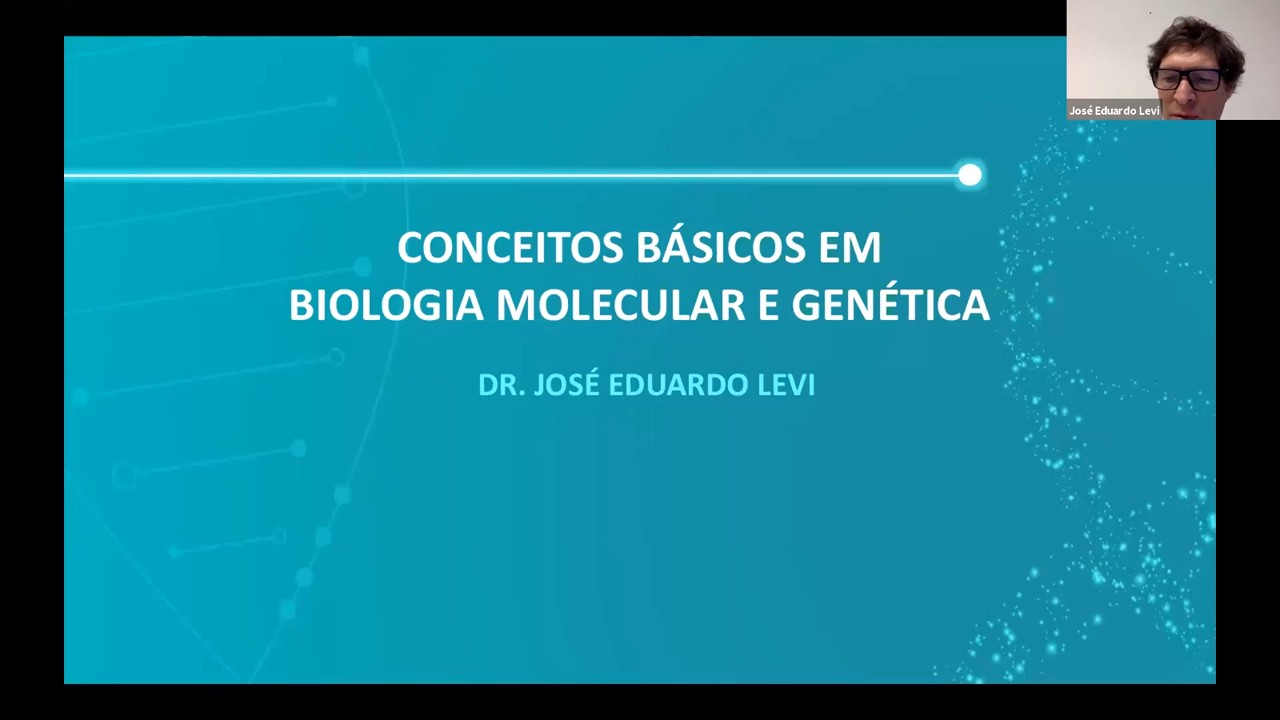 José Eduardo Levi
CONCEITOS BÁSICOS EM
BIOLOGIA MOLECULAR E GENÉTICA
DR. JOSÉ EDUARDO LEVI